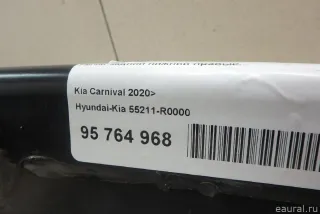 Kia Carnival 2020>
Hyundai-Kia 55211-R0000
95 764 968
eaural.ru